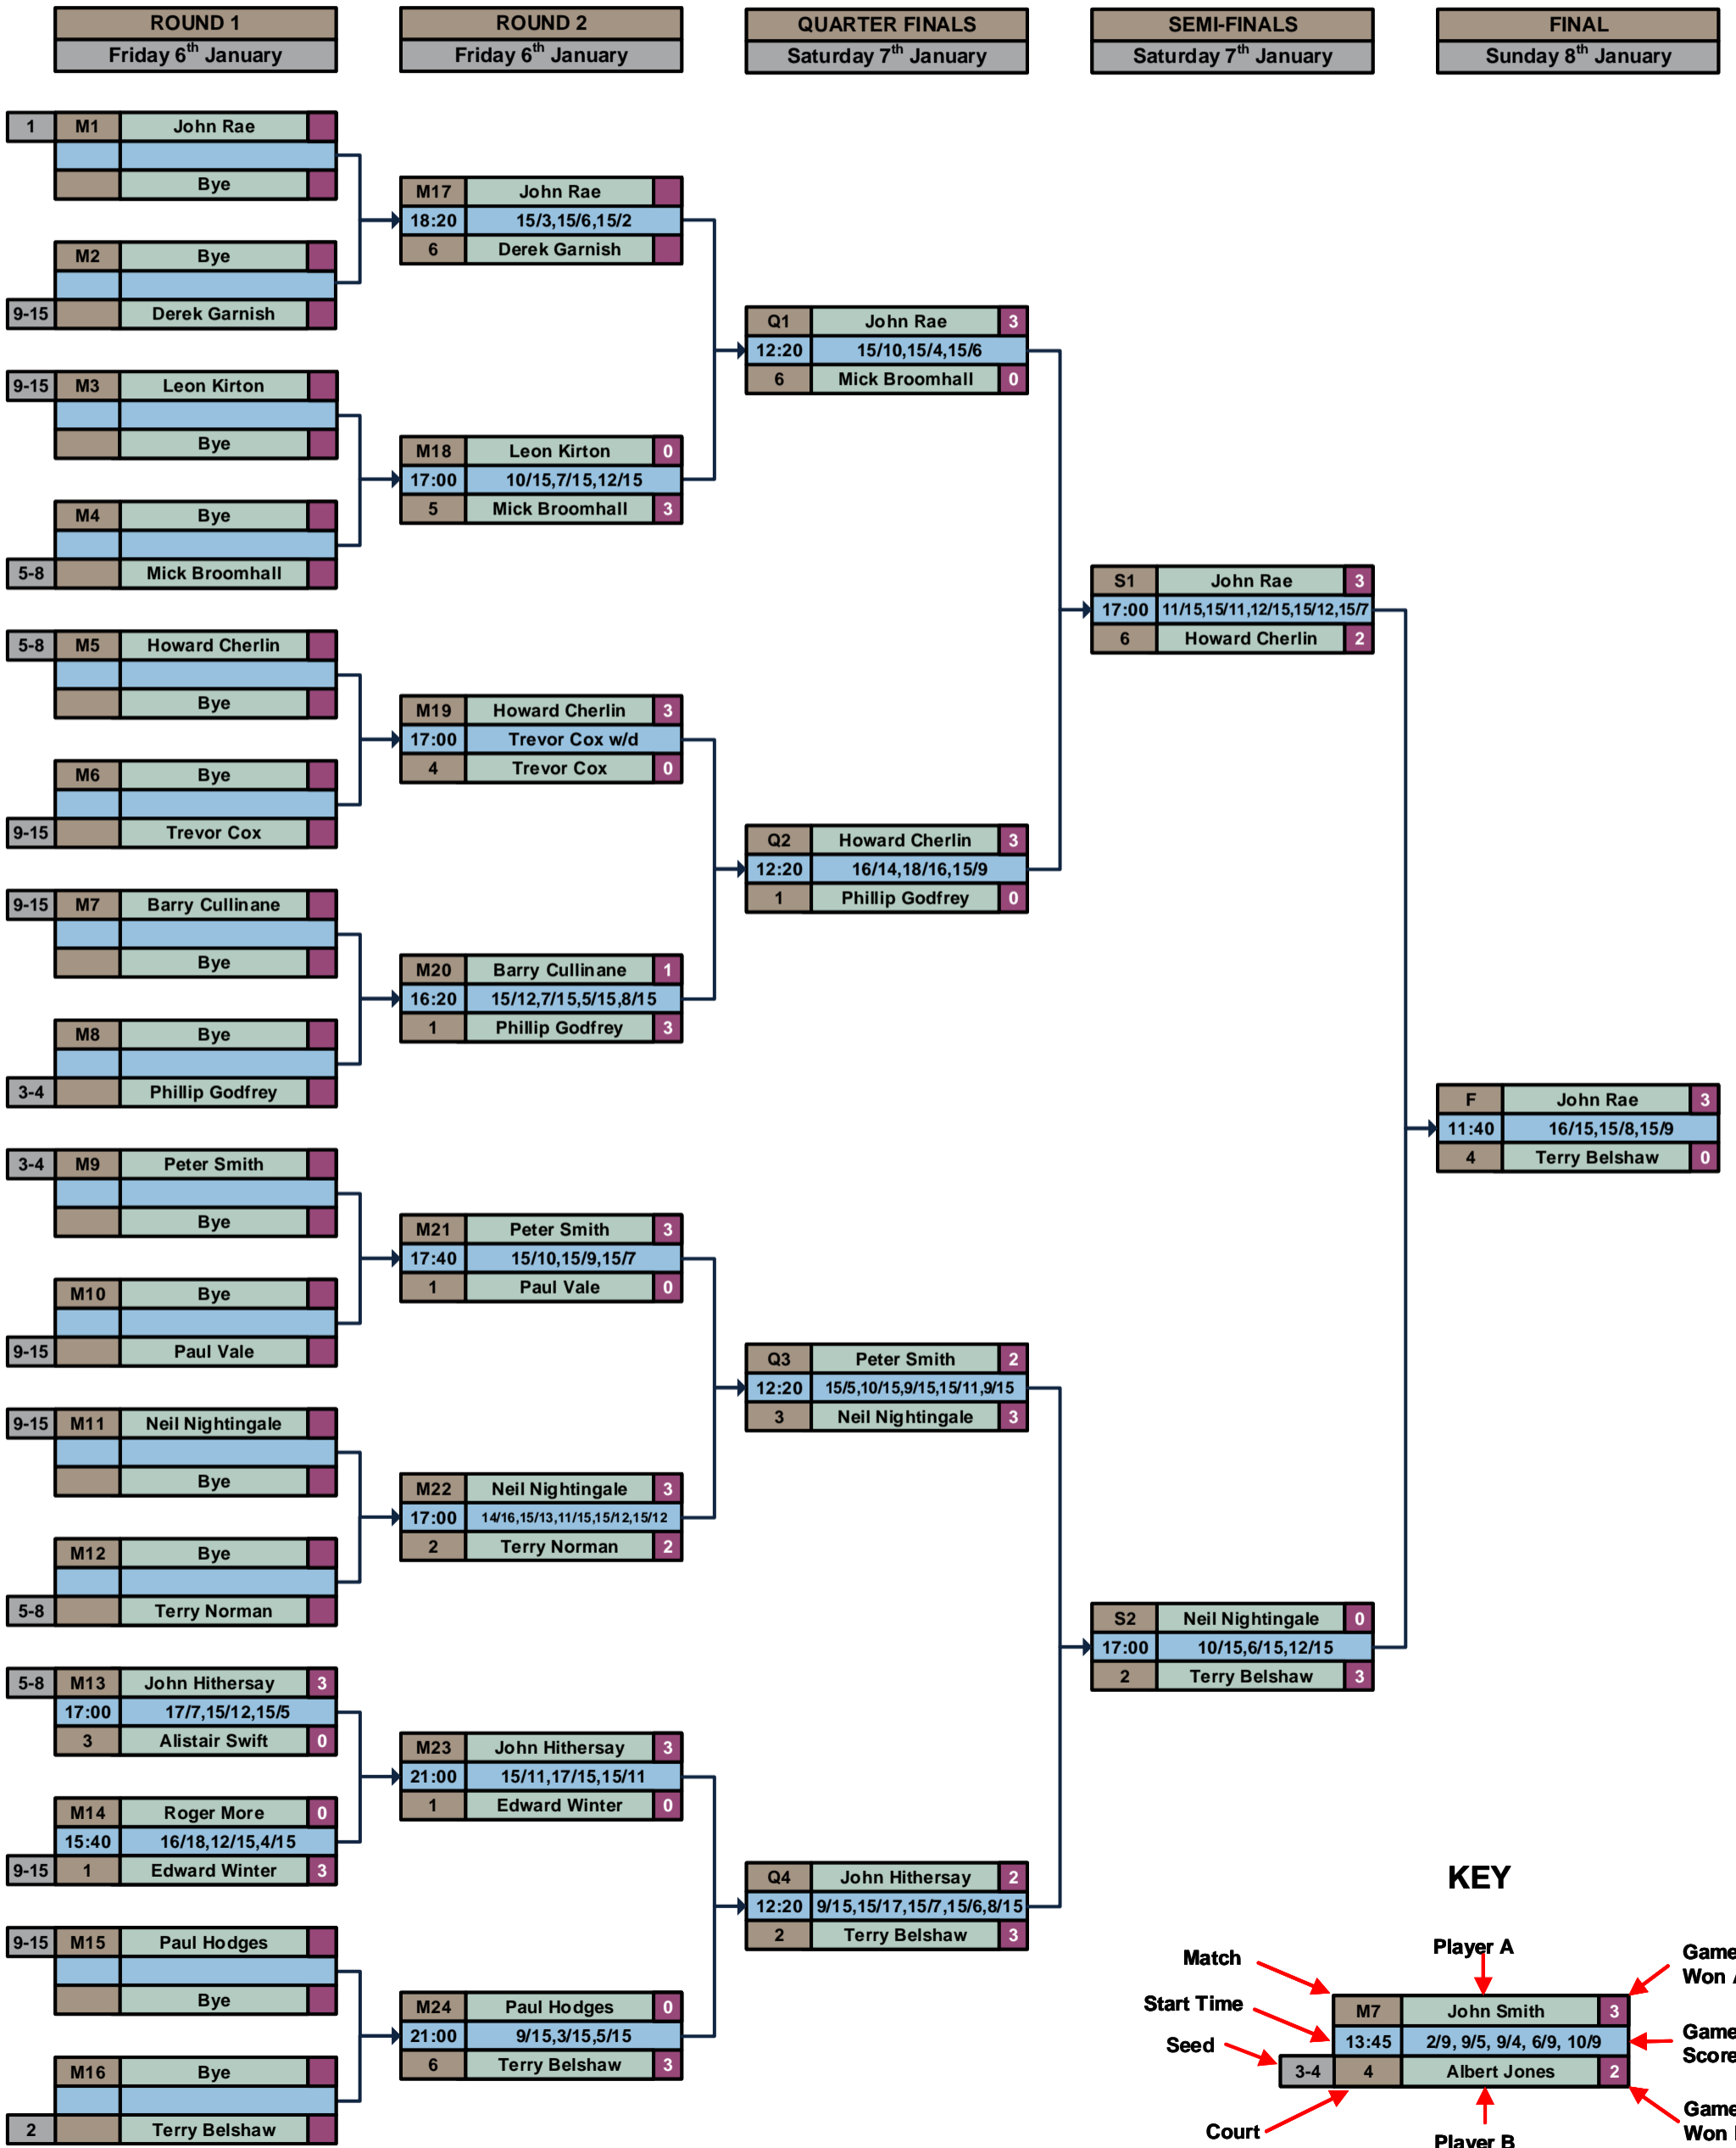 ROUND 1
Friday 6th January
ROUND 2
Friday 6th January
QUARTER FINALS
Saturday 7th January
SEMI-FINALS
Saturday 7th January
FINAL
Sunday 8th January
1 M1 John Rae
Bye
M2 Bye
9-15 Derek Garnish
9-15 M3 Leon Kirton
Bye
M4 Bye
5-8 Mick Broomhall
5-8 M5 Howard Cherlin
Bye
M6 Bye
9-15 Trevor Cox
9-15 M7 Barry Cullinane
Bye
M8 Bye
3-4 Phillip Godfrey
3-4 M9 Peter Smith
Bye
M10 Bye
9-15 Paul Vale
9-15 M11 Neil Nightingale
Bye
M12 Bye
5-8 Terry Norman
5-8 M13 John Hithersay 3
17:00 17/7,15/12,15/5
3 Alistair Swift 0
M14 Roger More 0
15:40 16/18,12/15,4/15
9-15 1 Edward Winter 3
9-15 M15 Paul Hodges
Bye
M16 Bye
2 Terry Belshaw
M17 John Rae
18:20 15/3,15/6,15/2
6 Derek Garnish
M18 Leon Kirton 0
17:00 10/15,7/15,12/15
5 Mick Broomhall 3
M19 Howard Cherlin 3
17:00 Trevor Cox w/d
4 Trevor Cox 0
M20 Barry Cullinane 1
16:20 15/12,7/15,5/15,8/15
1 Phillip Godfrey 3
M21 Peter Smith 3
17:40 15/10,15/9,15/7
1 Paul Vale 0
M22 Neil Nightingale 3
17:00 14/16,15/13,11/15,15/12,15/12
2 Terry Norman 2
M23 John Hithersay 3
21:00 15/11,17/15,15/11
1 Edward Winter 0
M24 Paul Hodges 0
21:00 9/15,3/15,5/15
6 Terry Belshaw 3
Q1 John Rae 3
12:20 15/10,15/4,15/6
6 Mick Broomhall 0
Q2 Howard Cherlin 3
12:20 16/14,18/16,15/9
1 Phillip Godfrey 0
Q3 Peter Smith 2
12:20 15/5,10/15,9/15,15/11,9/15
3 Neil Nightingale 3
Q4 John Hithersay 2
12:20 9/15,15/17,15/7,15/6,8/15
2 Terry Belshaw 3
S1 John Rae 3
17:00 11/15,15/11,12/15,15/12,15/7
6 Howard Cherlin 2
S2 Neil Nightingale 0
17:00 10/15,6/15,12/15
2 Terry Belshaw 3
F John Rae 3
11:40 16/15,15/8,15/9
4 Terry Belshaw 0
KEY
Match
Player A
Game
Won
Start Time
M7 John Smith 3
13:45 2/9, 9/5, 9/4, 6/9, 10/9
Game
Score
Seed
3-4 4 Albert Jones 2
Court
Player B
Game
Won